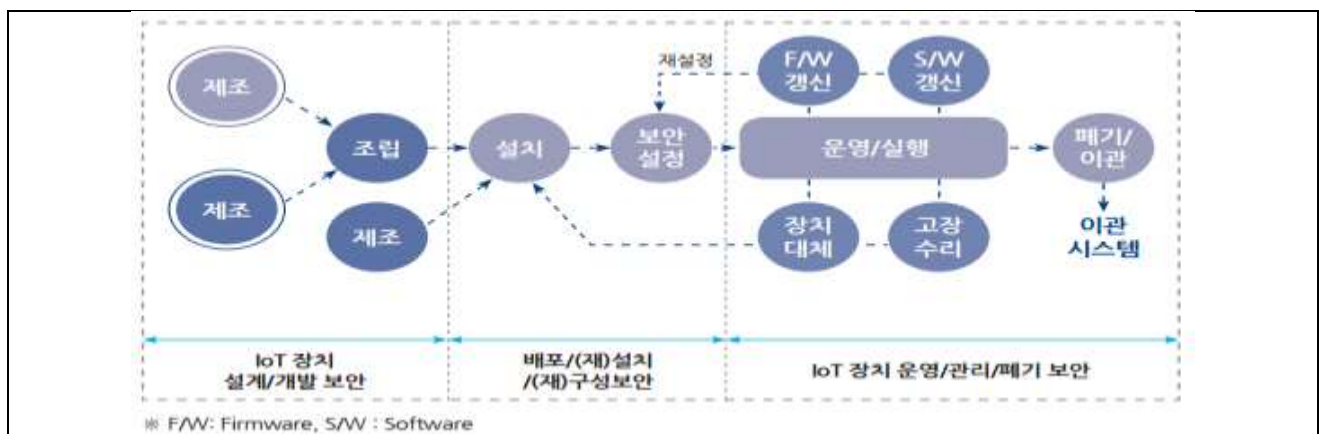 제조
제조
조립
제조
설치
재설정
보안
설정
F/W
갱신
S/W
갱신
운영/실행
장치
대체
고장
수리
폐기/
이관
이관
시스템
IoT 장치
설계/개발 보안
배포/(재)설치
/(재)구성보안
IoT 장치 운영/관리/폐기 보안
※ F/W: Firmware, S/W : Software